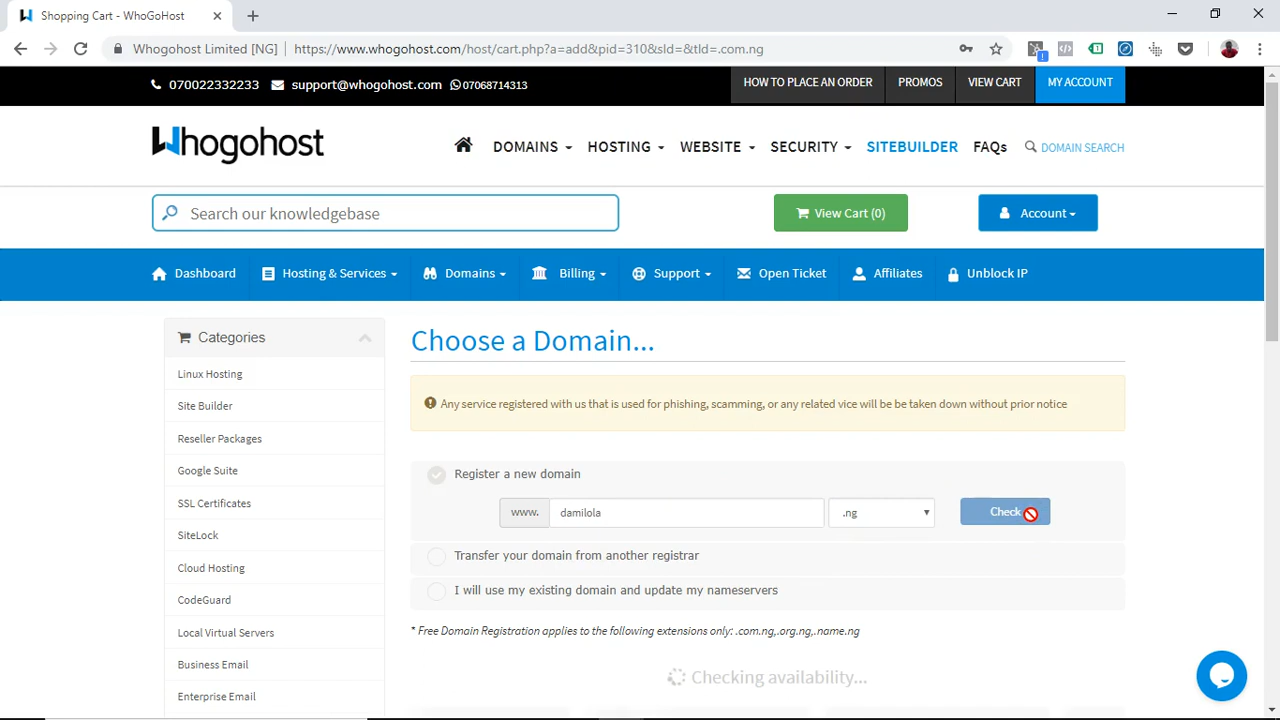 Shopping Cart - WhoGoHost
Whogohost Limited [NG] | https://www.whogohost.com/host/cart.php?a=add&pid=310&sld=&tld=.com.ng
070022332233 support@whogohost.com 07068714313
HOW TO PLACE AN ORDER PROMOS VIEW CART MY ACCOUNT
Whogohost
DOMAINS HOSTING WEBSITE SECURITY SITEBUILDER FAQs DOMAIN SEARCH
Search our knowledgebase
View Cart (0)
Account
Dashboard Hosting & Services Domains Billing Support Open Ticket Affiliates Unblock IP
Categories
Linux Hosting
Site Builder
Reseller Packages
Google Suite
SSL Certificates
SiteLock
Cloud Hosting
CodeGuard
Local Virtual Servers
Business Email
Enterprise Email
Choose a Domain...
Any service registered with us that is used for phishing, scamming, or any related vice will be be taken down without prior notice
Register a new domain
www. damilola .ng Check
Transfer your domain from another registrar
I will use my existing domain and update my nameservers
* Free Domain Registration applies to the following extensions only: .com.ng,.org.ng,.name.ng
Checking availability...